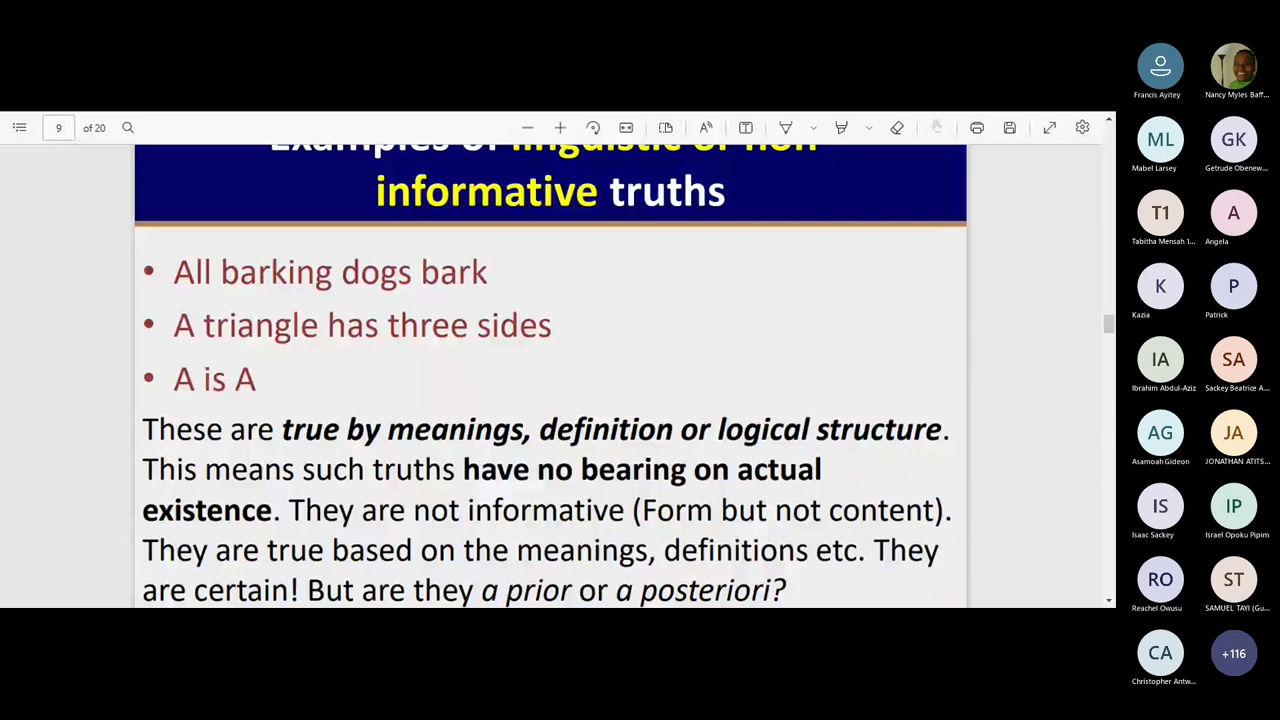 9 of 20
Examples of linguistic or non-
informative truths
• All barking dogs bark
• A triangle has three sides
• A is A
These are true by meanings, definition or logical structure.
This means such truths have no bearing on actual
existence. They are not informative (Form but not content).
They are true based on the meanings, definitions etc. They
are certain! But are they a prior or a posteriori?
Francis Ayitey
Nancy Myles Baff...
ML
GK
Mabel Larsey
Getrude Obenew...
T1
A
Tabitha Mensah 1...
Angela
K
P
Kazia
Patrick
IA
SA
Ibrahim Abdul-Aziz
Sackey Beatrice A...
AG
JA
Asamoah Gideon
JONATHAN ATITS...
IS
IP
Isaac Sackey
Israel Opoku Pipim
RO
ST
Reachel Owusu
SAMUEL TAYI (Gu...
CA
+116
Christopher Antw...